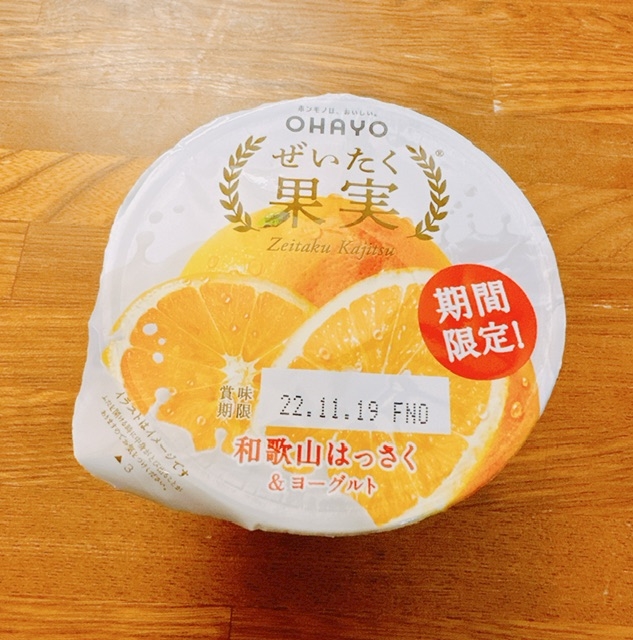 ホンモノは、おいしい。
OHAYO
ぜいたく
果実
®
Zeitaku Kajitsu
期間
限定!
賞味
期限
22.11.19 FNO
和歌山はっさく
&ヨーグルト
イラストはイメージです
▲3